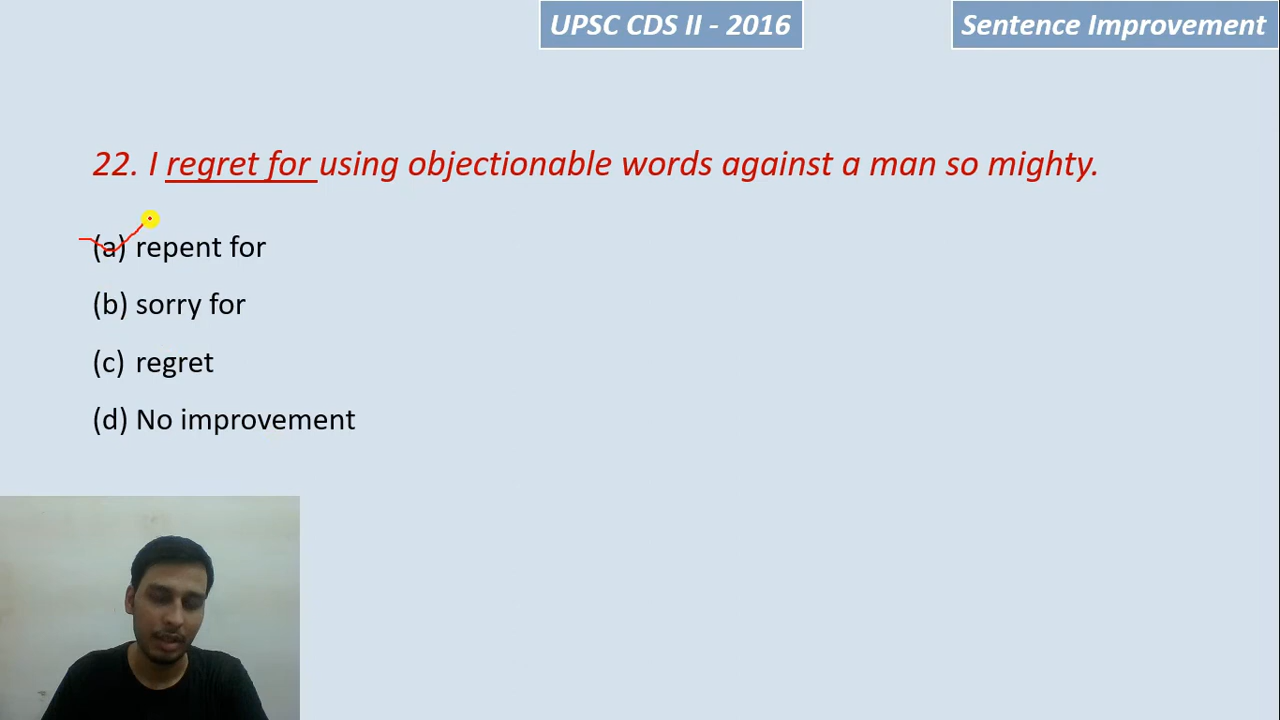 UPSC CDS II - 2016
Sentence Improvement
22. I regret for using objectionable words against a man so mighty.
(a) repent for
(b) sorry for
(c) regret
(d) No improvement